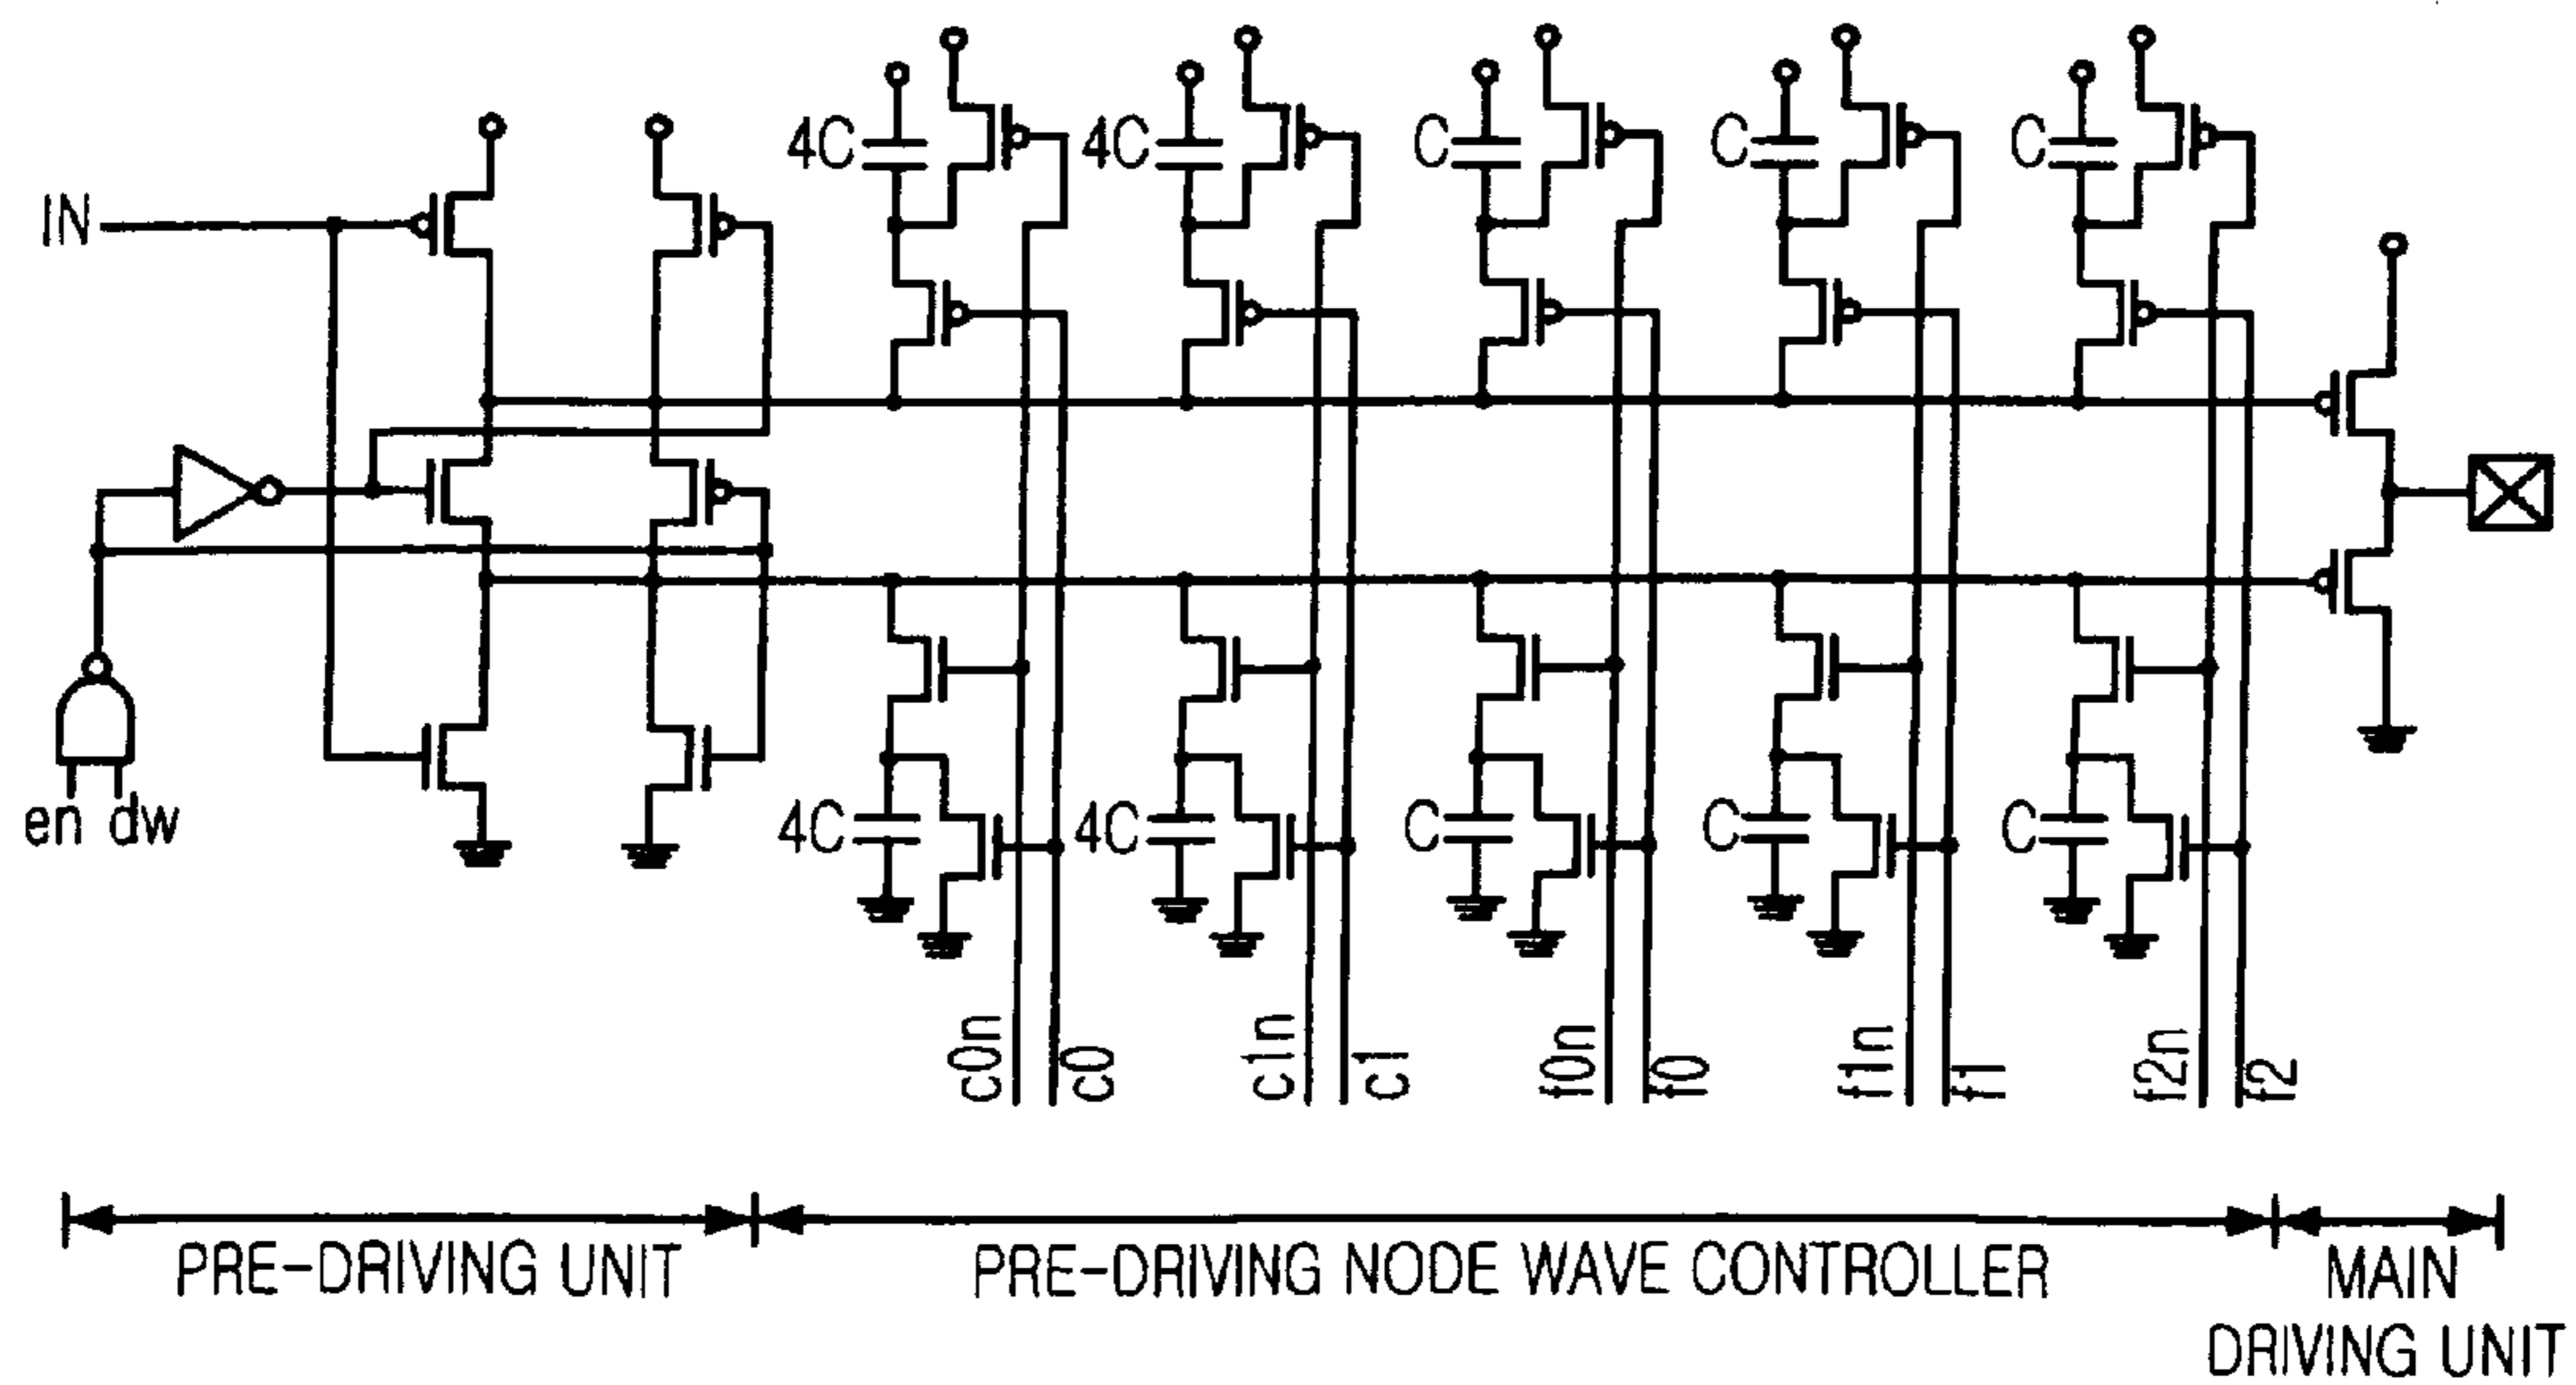 4C 4C C C C
IN
en dw
4C 4C C C C
c0n c0 c1n c1 f0n f0 f1n f1 f2n f2
PRE-DRIVING UNIT PRE-DRIVING NODE WAVE CONTROLLER MAIN
DRIVING UNIT